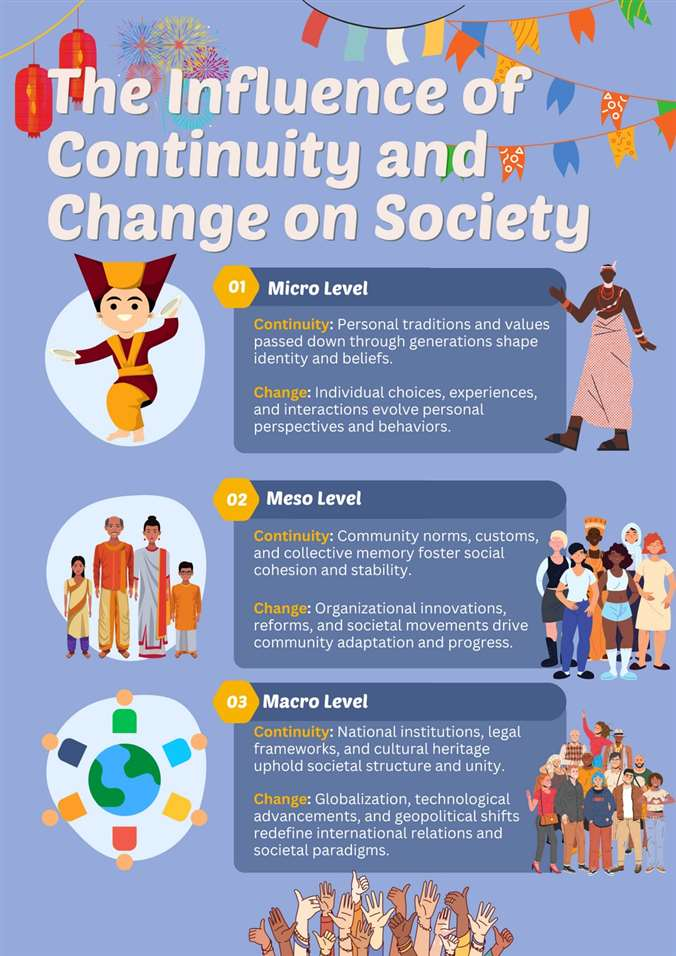 The Influence of
Continuity and
Change on Society
01 Micro Level
Continuity: Personal traditions and values
passed down through generations shape
identity and beliefs.
Change: Individual choices, experiences,
and interactions evolve personal
perspectives and behaviors.
02 Meso Level
Continuity: Community norms, customs,
and collective memory foster social
cohesion and stability.
Change: Organizational innovations,
reforms, and societal movements drive
community adaptation and progress.
03 Macro Level
Continuity: National institutions, legal
frameworks, and cultural heritage
uphold societal structure and unity.
Change: Globalization, technological
advancements, and geopolitical shifts
redefine international relations and
societal paradigms.